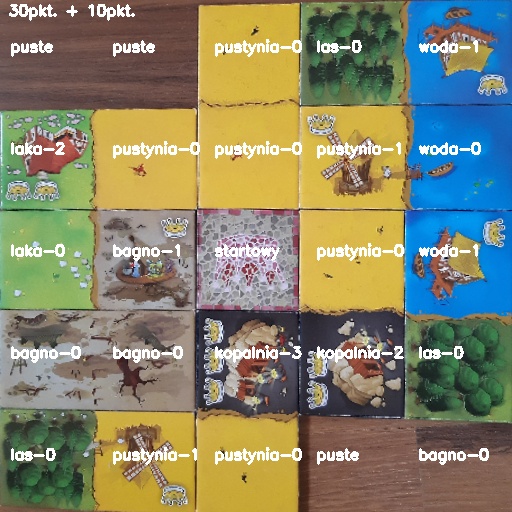 30pkt. + 10pkt.
puste puste pustynia-0 las-0 woda-1
laka-2 pustynia-0 pustynia-0 pustynia-1 woda-0
laka-0 bagno-1 startowy pustynia-0 woda-1
bagno-0 bagno-0 kopalnia-3 kopalnia-2 las-0
las-0 pustynia-1 pustynia-0 puste bagno-0